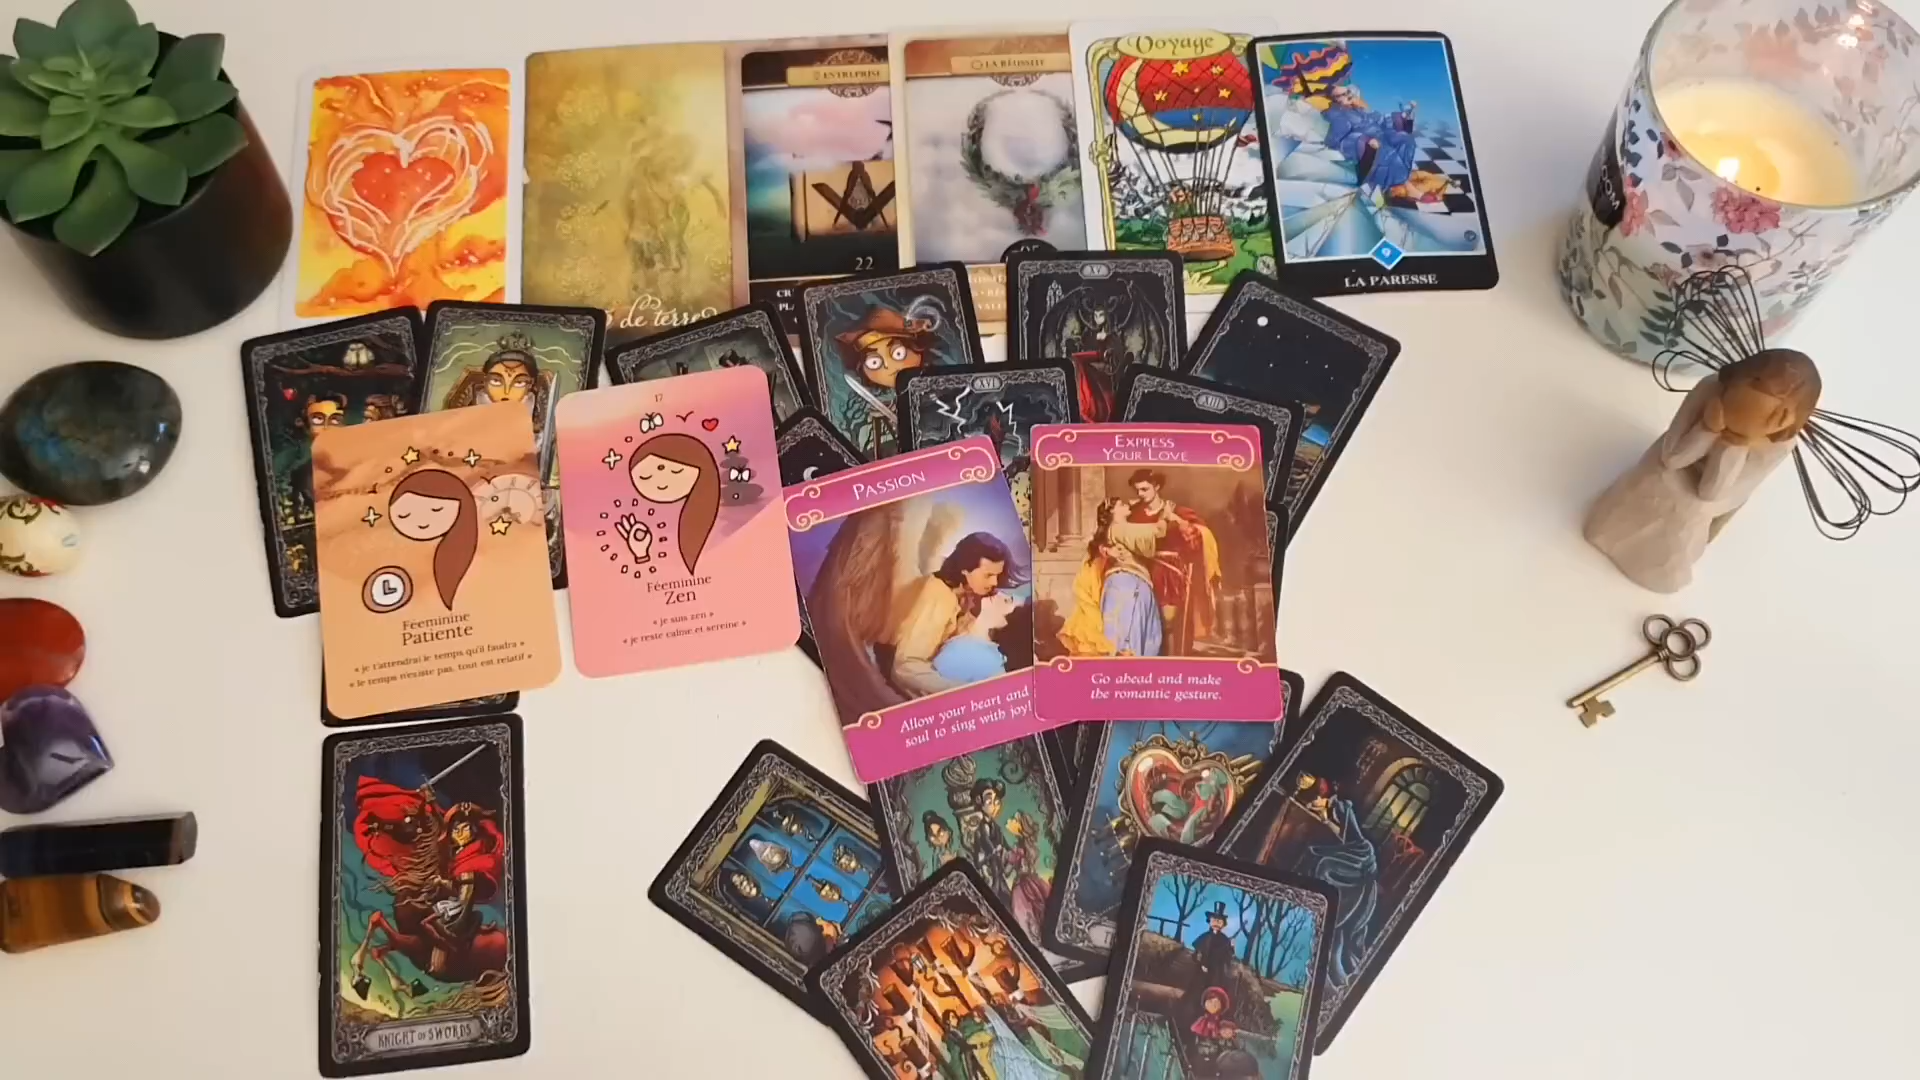 ENTREPRISE
LA RÉUSSITE
Voyage
22
LA PARESSE
de terre
XV
XVI
XIII
17
Féeminine
Patiente
« je t'attendrai le temps qu'il faudra »
« le temps n'existe pas, tout est relatif »
Féeminine
Zen
« je suis zen »
« je reste calme et sereine »
PASSION
Allow your heart and
soul to sing with joy!
EXPRESS
YOUR LOVE
Go ahead and make
the romantic gesture.
KNIGHT OF SWORDS